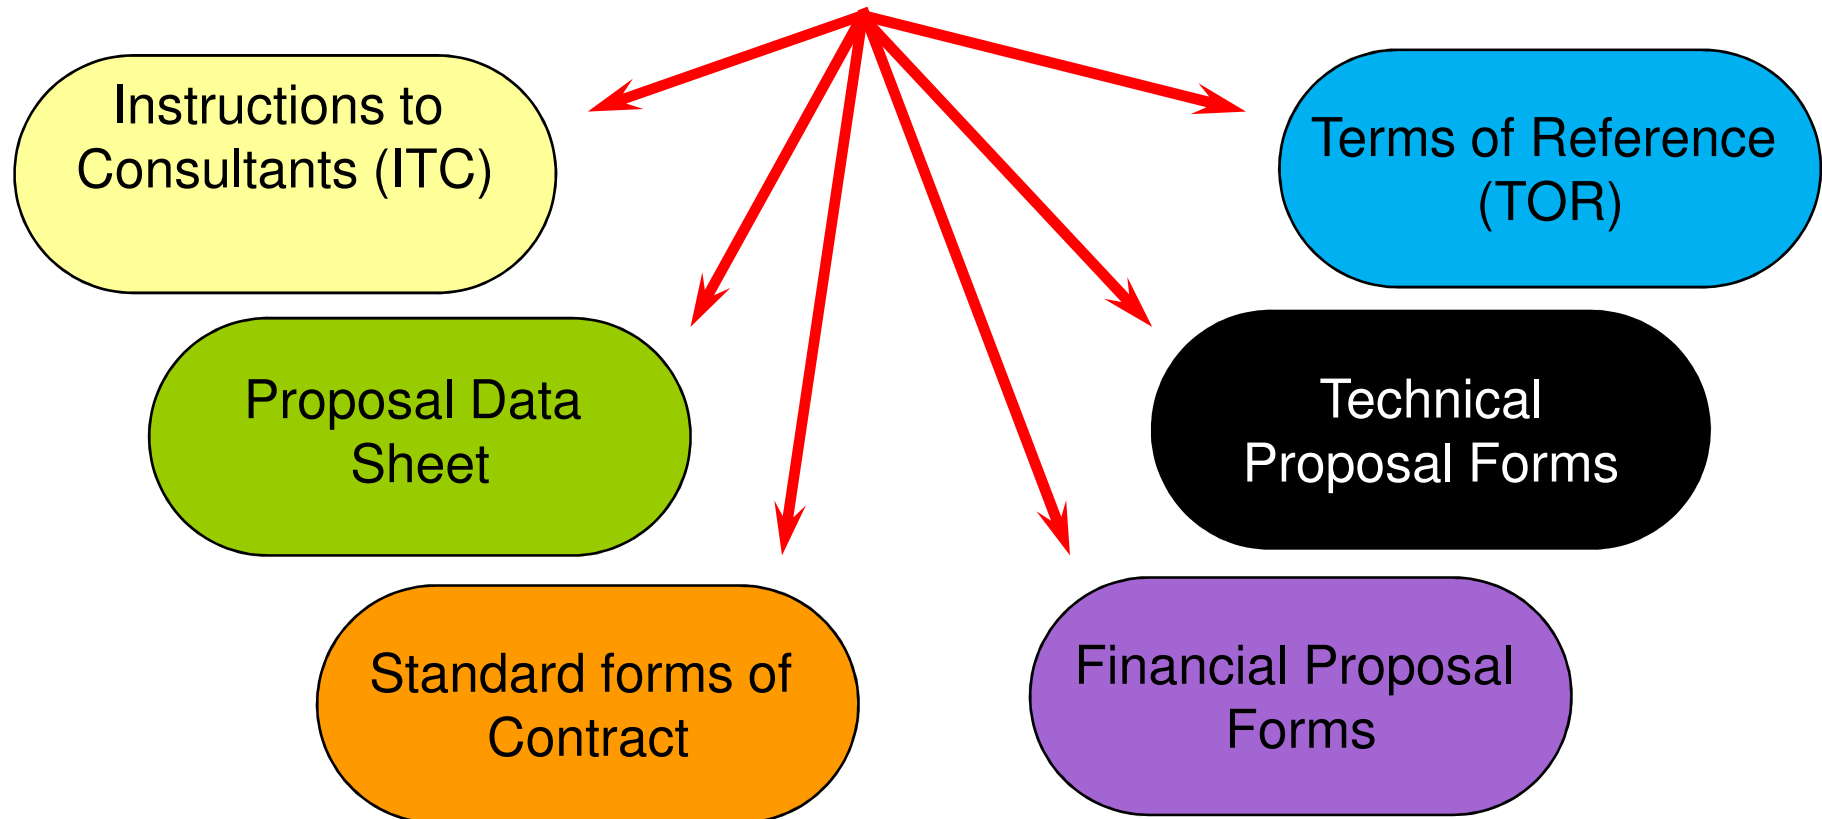 Instructions to
Consultants (ITC)
Terms of Reference
(TOR)
Proposal Data
Sheet
Technical
Proposal Forms
Standard forms of
Contract
Financial Proposal
Forms